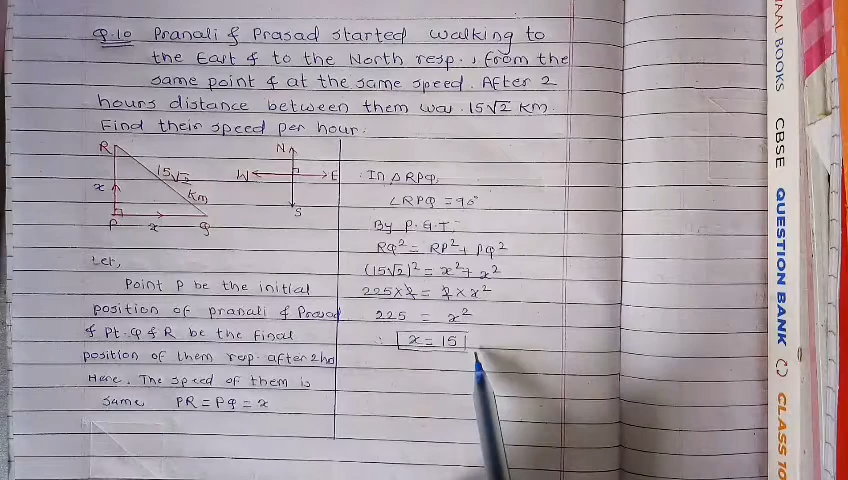 Q.10 Pranali & Prasad started walking to
the East & to the North resp., from the
same point & at the same speed. After 2
hours distance between them was 15√2 km.
Find their speed per hour.
R
15√2
km
x
P
x
Q
N
W
E
S
Let,
Point P be the initial
position of pranali & Prasad
& Pt. Q & R be the final
position of them resp. after 2ho
Here, The speed of them is
same PR = PQ = x
In △RPQ,
∠RPQ = 90°
By P.G.T,
RQ² = RP² + PQ²
(15√2)² = x² + x²
225 × 2 = 2 × x²
225 = x²
∴ x = 15
BOOKS
CBSE
QUESTION BANK
CLASS 10